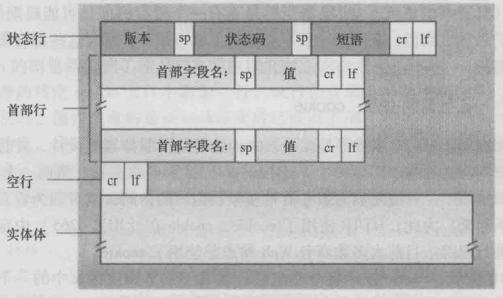 状态行 版本 sp 状态码 sp 短语 cr lf
首部字段名: sp 值 cr lf
首部行
首部字段名: sp 值 cr lf
空行 cr lf
实体体